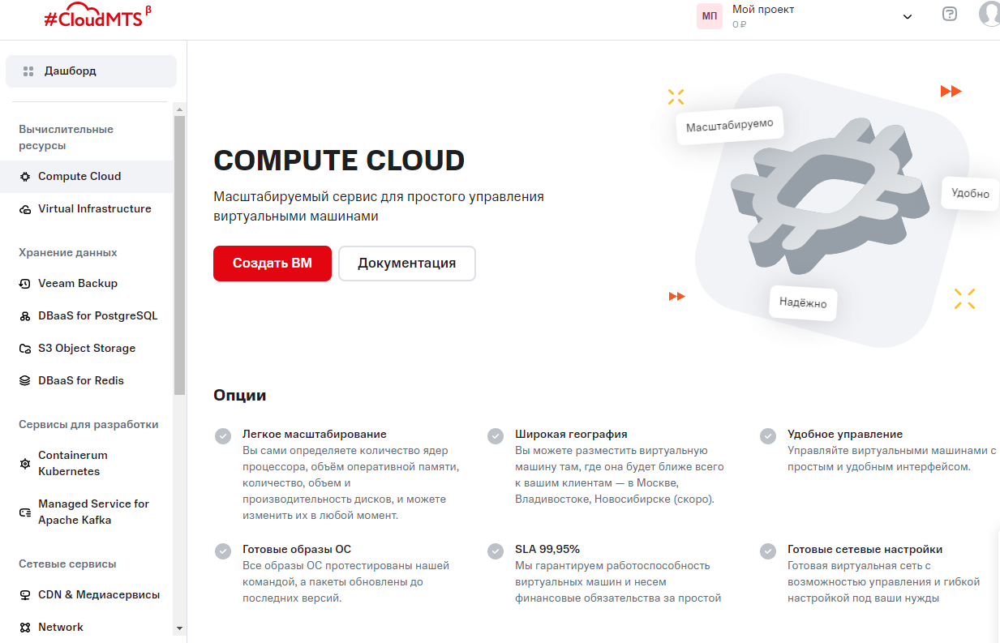 #CloudMTS β
МП
Мой проект
0 ₽
Дашборд
Вычислительные
ресурсы
Compute Cloud
Virtual Infrastructure
Хранение данных
Veeam Backup
DBaaS for PostgreSQL
S3 Object Storage
DBaaS for Redis
Сервисы для разработки
Containerum
Kubernetes
Managed Service for
Apache Kafka
Сетевые сервисы
CDN & Медиасервисы
Network
COMPUTE CLOUD
Масштабируемый сервис для простого управления
виртуальными машинами
Создать ВМ
Документация
Масштабируемо
Удобно
Надёжно
Опции
Легкое масштабирование
Вы сами определяете количество ядер
процессора, объём оперативной памяти,
количество, объем и
производительность дисков, и можете
изменить их в любой момент.
Широкая география
Вы можете разместить виртуальную
машину там, где она будет ближе всего
к вашим клиентам — в Москве,
Владивостоке, Новосибирске (скоро).
Удобное управление
Управляйте виртуальными машинами с
простым и удобным интерфейсом.
Готовые образы ОС
Все образы ОС протестированы нашей
командой, а пакеты обновлены до
последних версий.
SLA 99,95%
Мы гарантируем работоспособность
виртуальных машин и несем
финансовые обязательства за простой
Готовые сетевые настройки
Готовая виртуальная сеть с
возможностью управления и гибкой
настройкой под ваши нужды